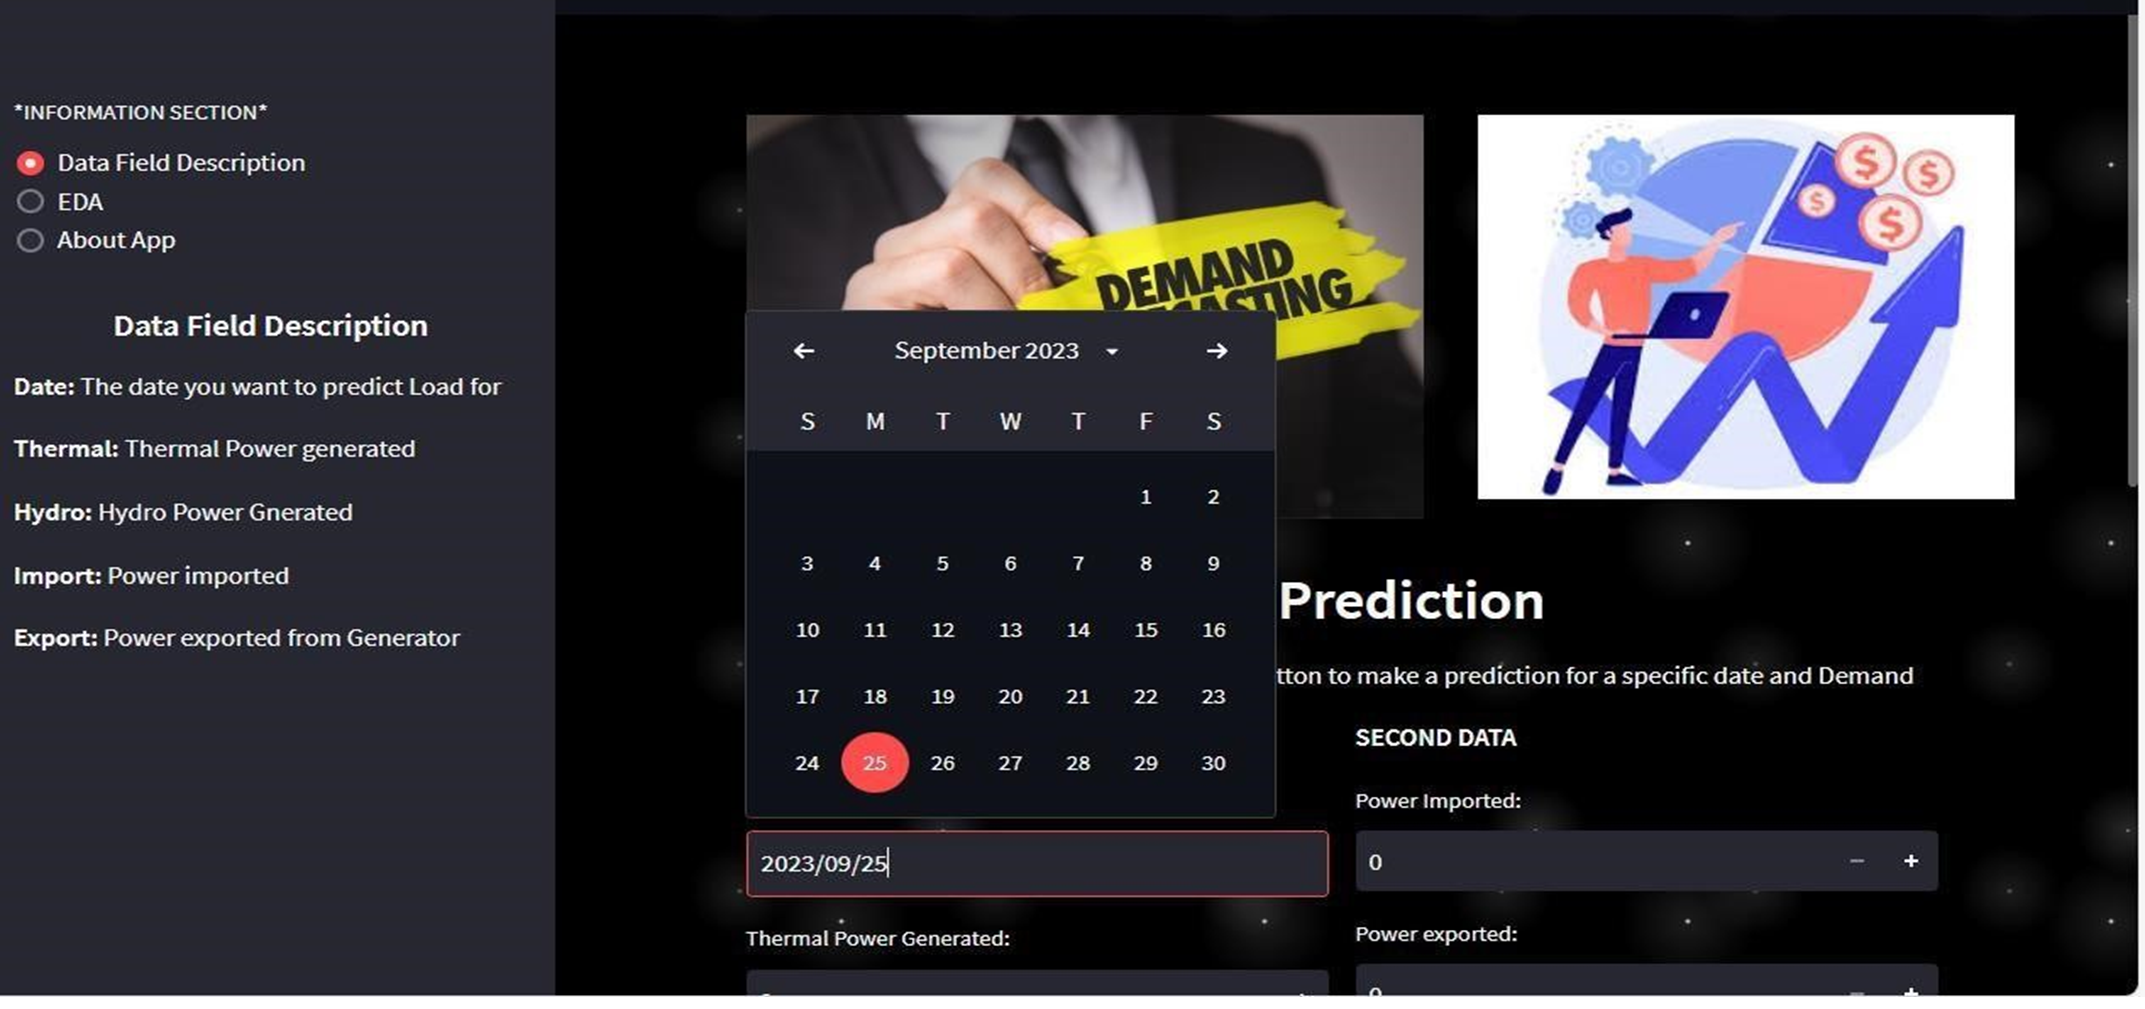 *INFORMATION SECTION*
Data Field Description
EDA
About App
Data Field Description
Date: The date you want to predict Load for
Thermal: Thermal Power generated
Hydro: Hydro Power Gnerated
Import: Power imported
Export: Power exported from Generator
DEMAND
CASTING
$ $ $ $
September 2023
S M T W T F S
1 2
3 4 5 6 7 8 9
10 11 12 13 14 15 16
17 18 19 20 21 22 23
24 25 26 27 28 29 30
Prediction
tton to make a prediction for a specific date and Demand
SECOND DATA
Power Imported:
2023/09/25
0 − +
Thermal Power Generated:
Power exported:
0 − +